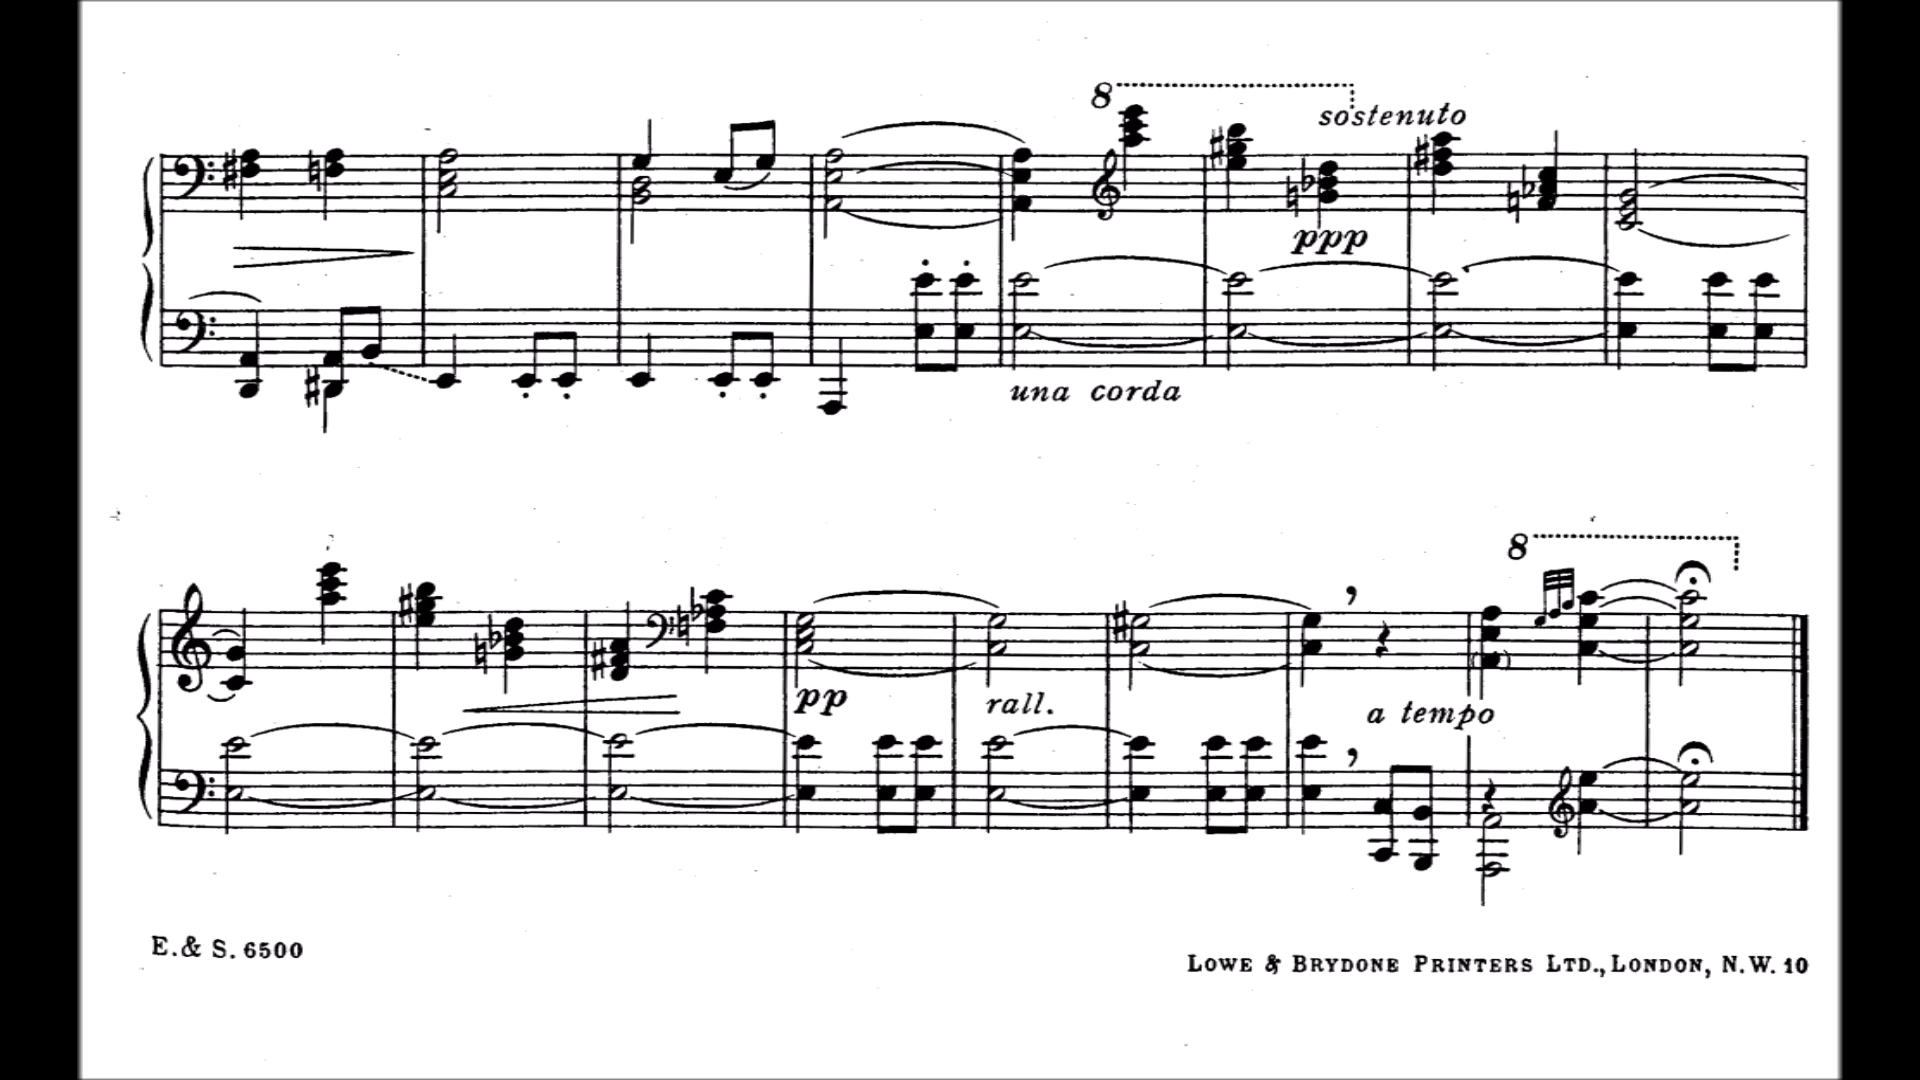 8
sostenuto
ppp
una corda
8
pp
rall.
a tempo
E. & S. 6500
LOWE & BRYDONE PRINTERS LTD., LONDON, N.W. 10